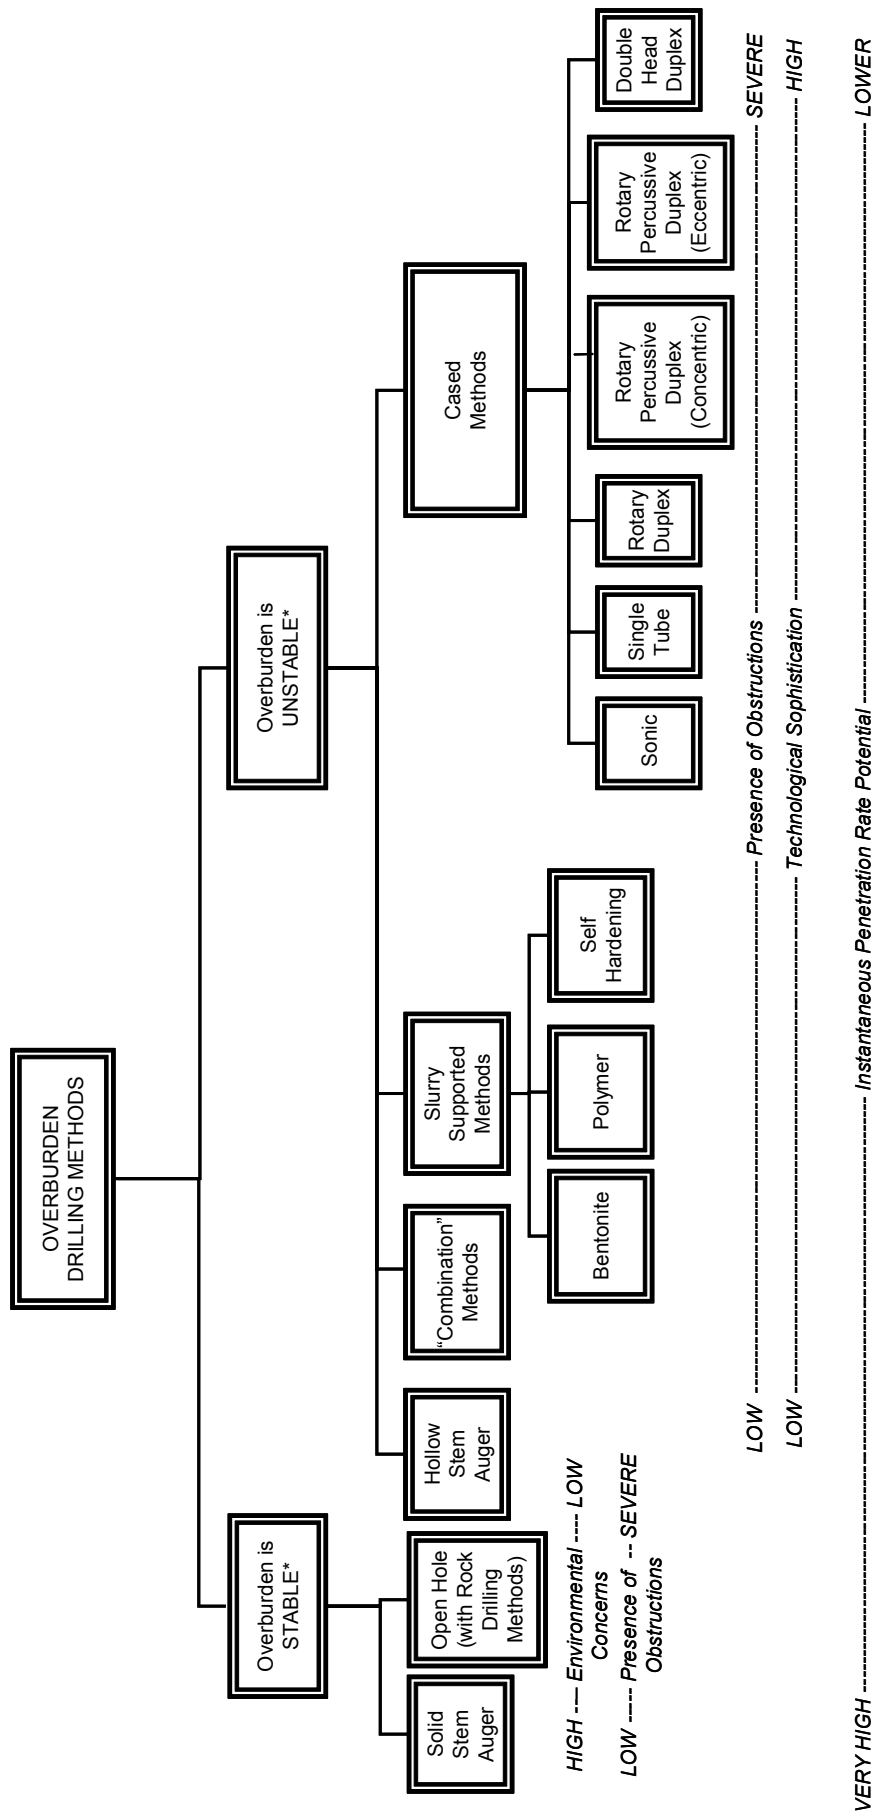 OVERBURDEN
DRILLING METHODS
Overburden is
STABLE*
Overburden is
UNSTABLE*
Solid
Stem
Auger
Open Hole
(with Rock
Drilling
Methods)
Hollow
Stem
Auger
“Combination”
Methods
Slurry
Supported
Methods
Cased
Methods
Bentonite
Polymer
Self
Hardening
Sonic
Single
Tube
Rotary
Duplex
Rotary
Percussive
Duplex
(Concentric)
Rotary
Percussive
Duplex
(Eccentric)
Double
Head
Duplex
HIGH --- Environmental ---- LOW
Concerns
LOW ---- Presence of -- SEVERE
Obstructions
LOW ---------- Presence of Obstructions ---------- SEVERE
LOW ---------- Technological Sophistication ---------- HIGH
VERY HIGH ---------- Instantaneous Penetration Rate Potential ---------- LOWER